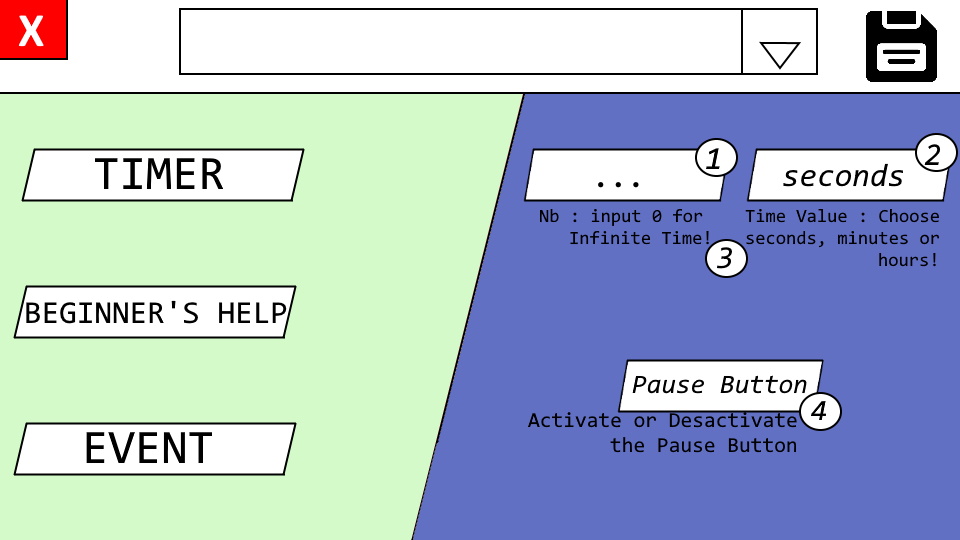 X
TIMER
BEGINNER'S HELP
EVENT
... 1
seconds 2
Nb : input 0 for
Infinite Time!
Time Value : Choose
seconds, minutes or
hours!
3
Pause Button
4
Activate or Desactivate
the Pause Button